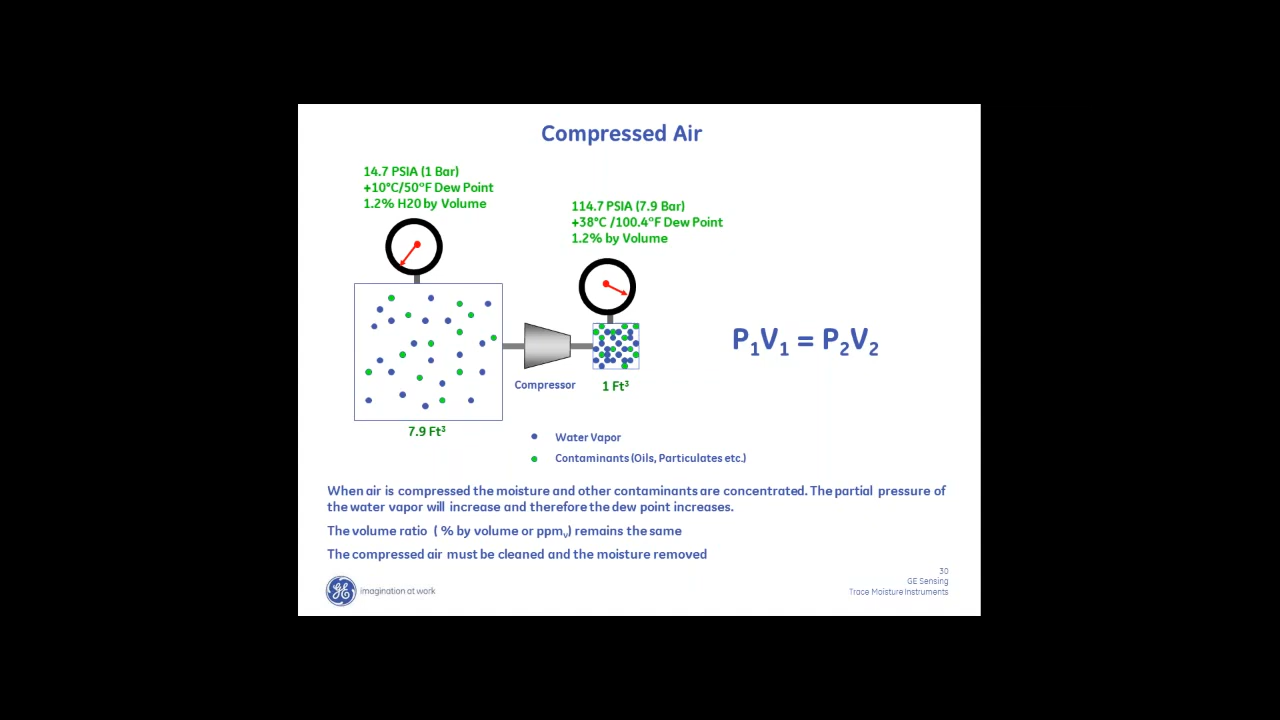 Compressed Air
14.7 PSIA (1 Bar)
+10°C/50°F Dew Point
1.2% H20 by Volume
114.7 PSIA (7.9 Bar)
+38°C /100.4°F Dew Point
1.2% by Volume
P₁V₁ = P₂V₂
Compressor
1 Ft³
7.9 Ft³
Water Vapor
Contaminants (Oils, Particulates etc.)
When air is compressed the moisture and other contaminants are concentrated. The partial pressure of
the water vapor will increase and therefore the dew point increases.
The volume ratio ( % by volume or ppmᵥ) remains the same
The compressed air must be cleaned and the moisture removed
30
GE Sensing
Trace Moisture Instruments
GE imagination at work